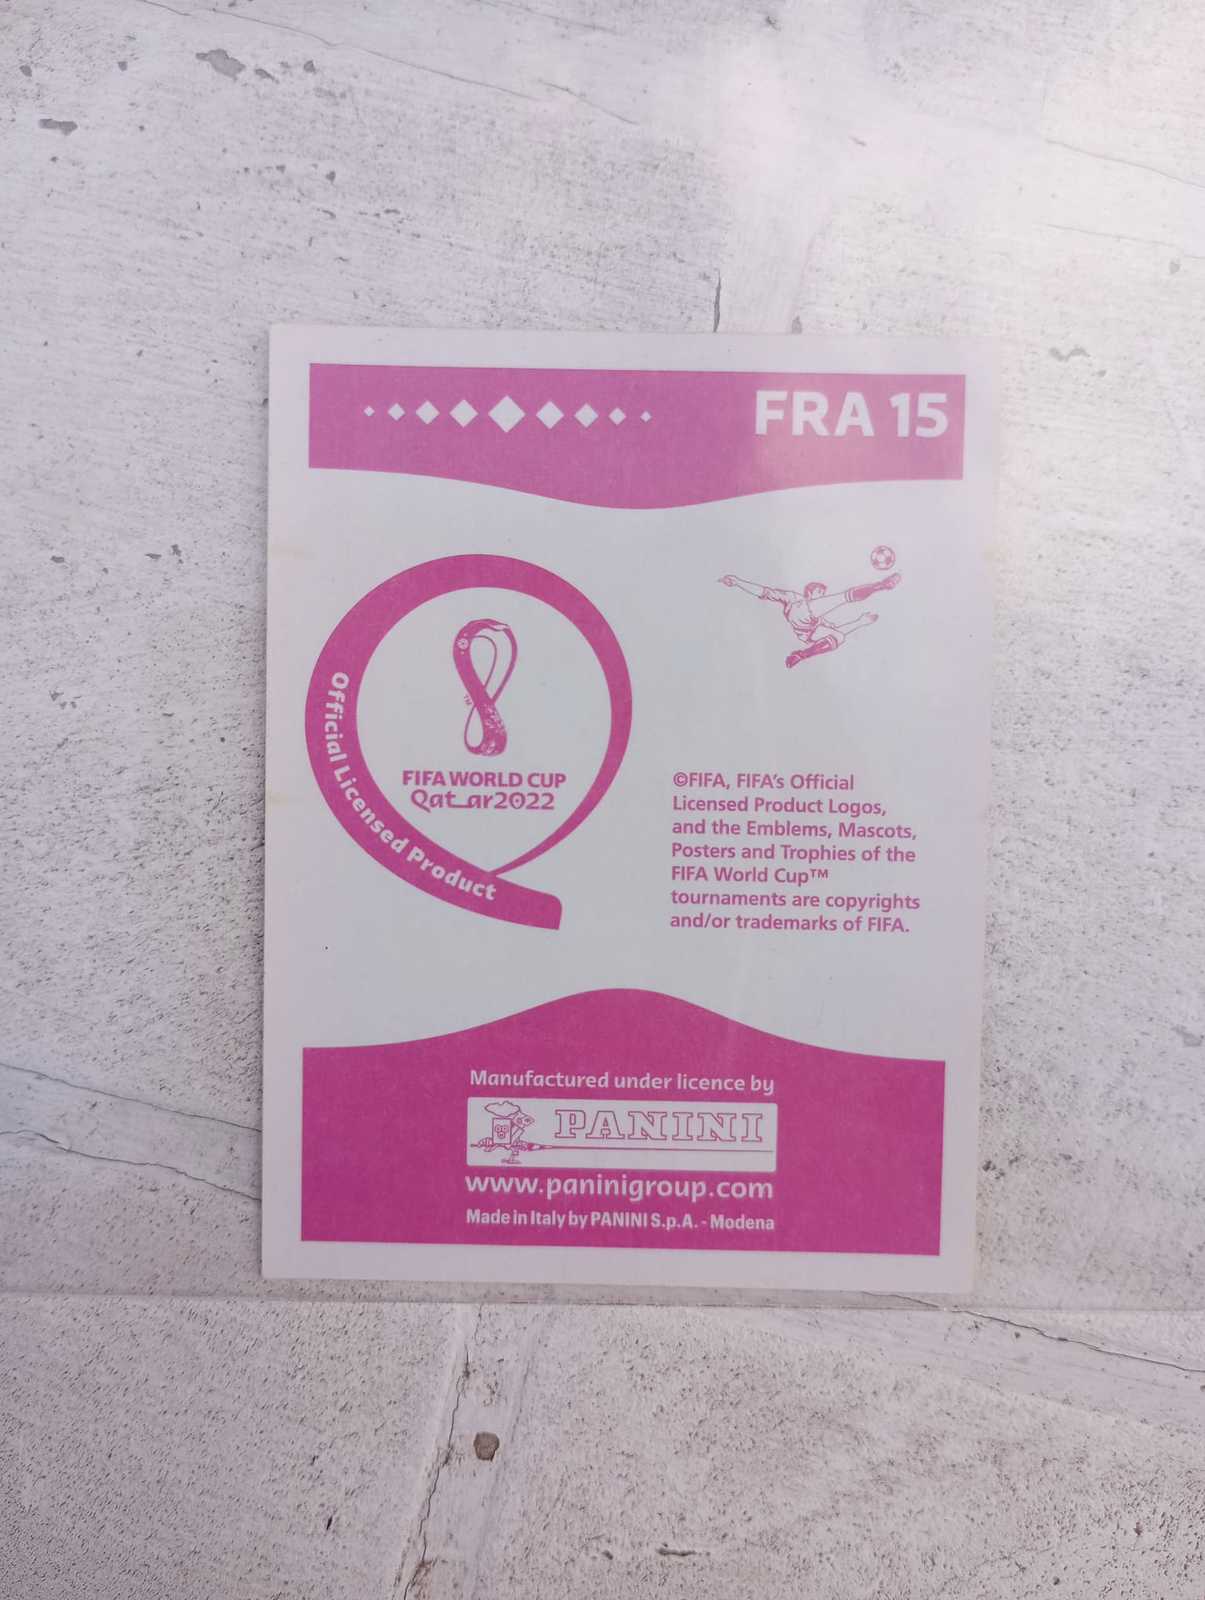 FRA 15
Official Licensed Product
TM
FIFA WORLD CUP
Qatar2022
©FIFA, FIFA's Official
Licensed Product Logos,
and the Emblems, Mascots,
Posters and Trophies of the
FIFA World Cup™
tournaments are copyrights
and/or trademarks of FIFA.
Manufactured under licence by
PANINI
www.paninigroup.com
Made in Italy by PANINI S.p.A. - Modena